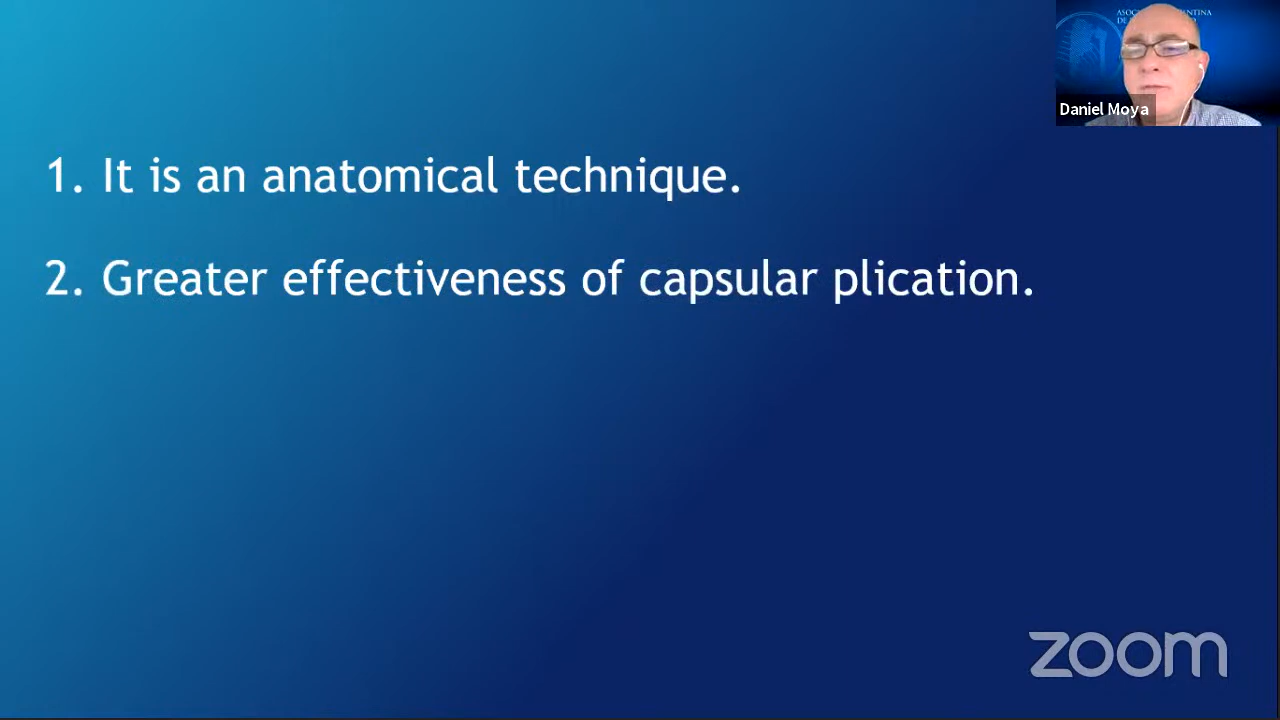 Daniel Moya
1. It is an anatomical technique.
2. Greater effectiveness of capsular plication.
zoom